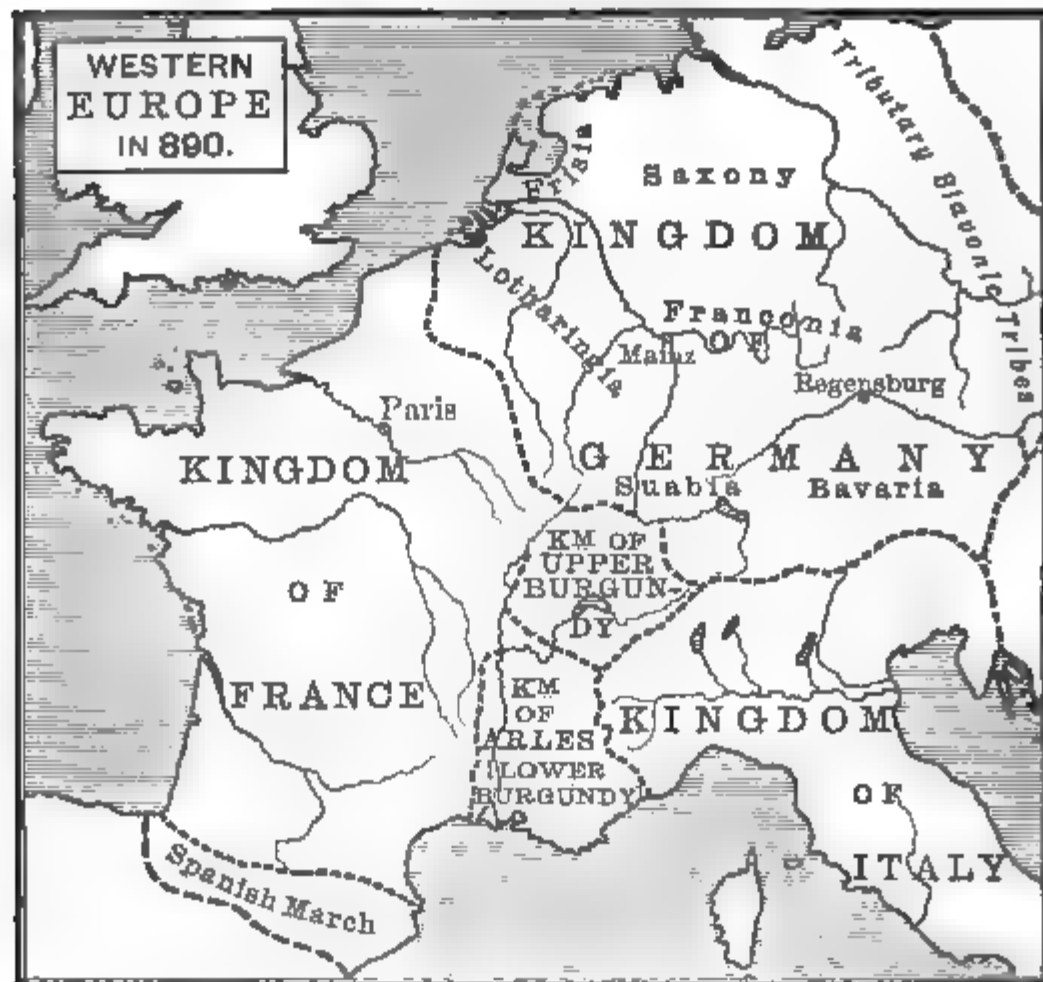 WESTERN
EUROPE
IN 890.
Tributary Slavonic Tribes
Frisia
Saxony
KINGDOM
Lotharingia
Franconia
OF
Mainz
Regensburg
Paris
KINGDOM
GERMANY
Suabia
Bavaria
KM OF
UPPER
BURGUN-
DY
OF
FRANCE
KM
OF
ARLES
LOWER
BURGUNDY
KINGDOM
OF
ITALY
Spanish March